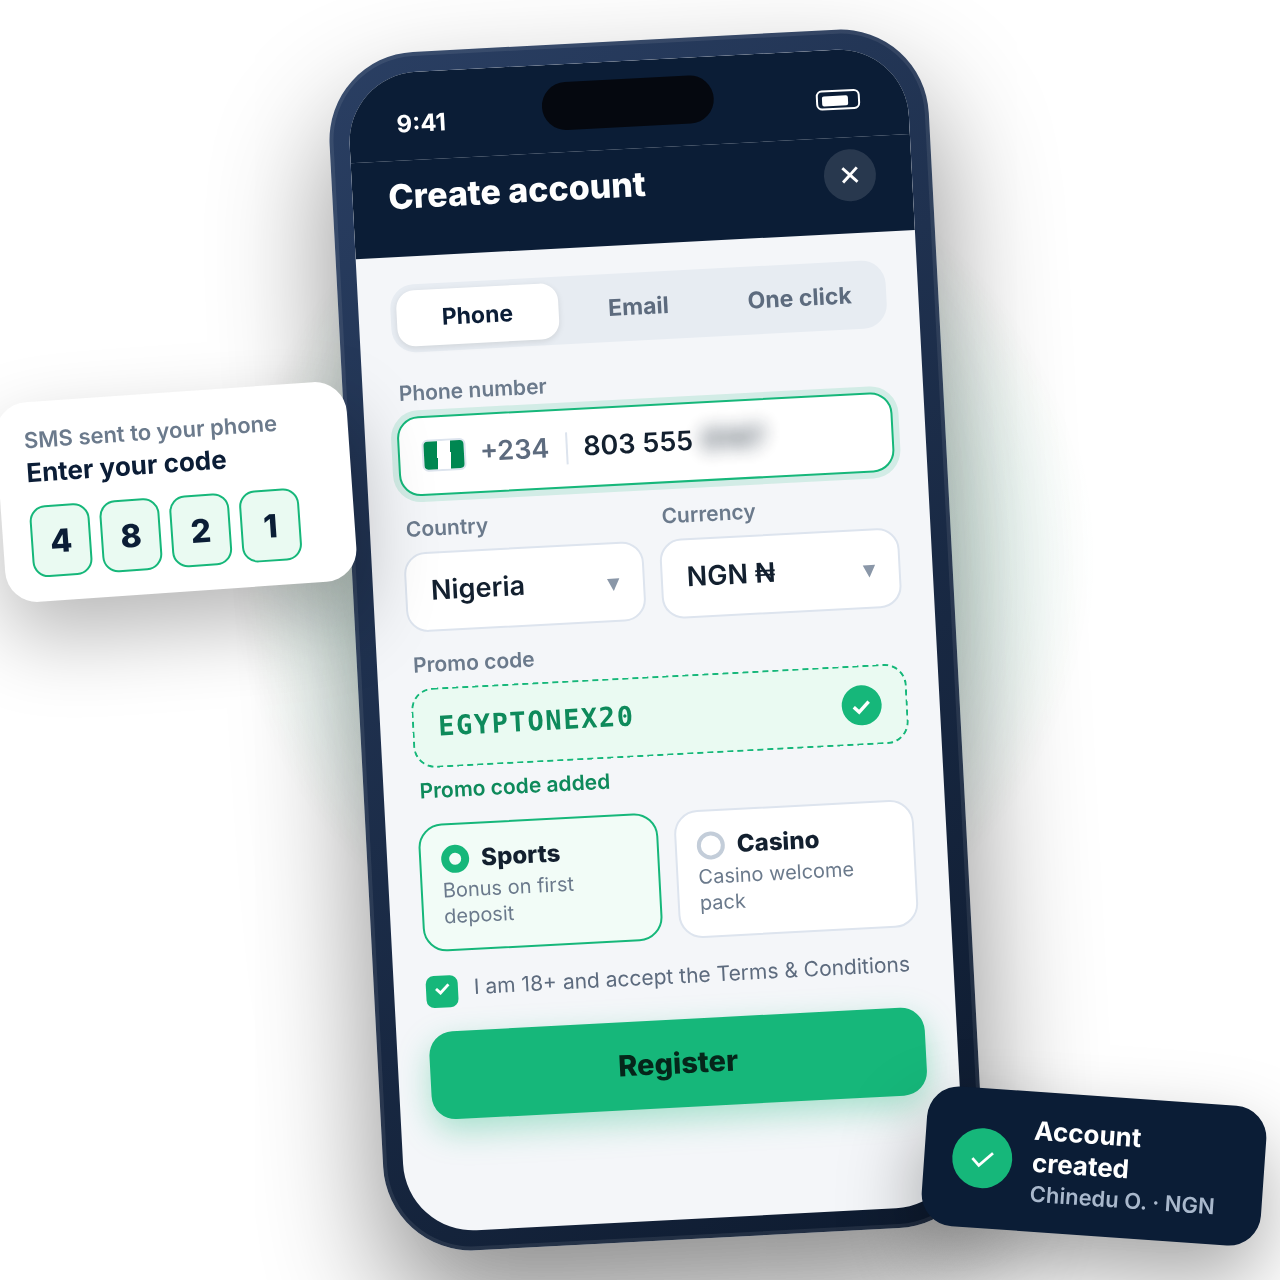 9:41
Create account
Phone
Email
One click
Phone number
+234
803 555
SMS sent to your phone
Enter your code
4 8 2 1
Country
Currency
Nigeria
NGN ₦
Promo code
EGYPTONEX20
Promo code added
Sports
Bonus on first
deposit
Casino
Casino welcome
pack
I am 18+ and accept the Terms & Conditions
Register
Account
created
Chinedu O. · NGN